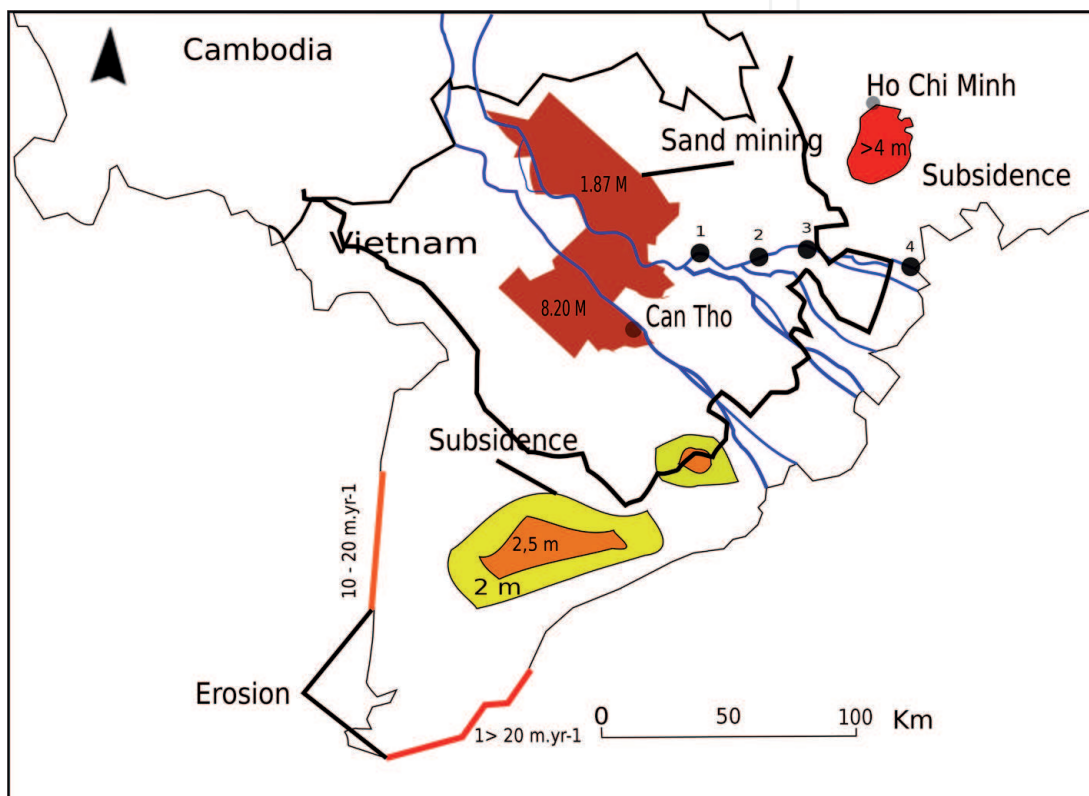 Cambodia
Ho Chi Minh
Sand mining
>4 m
Subsidence
1.87 M
1
2
3
4
Vietnam
8.20 M
Can Tho
Subsidence
2,5 m
2 m
10 - 20 m.yr-1
Erosion
1> 20 m.yr-1
0
50
100
Km